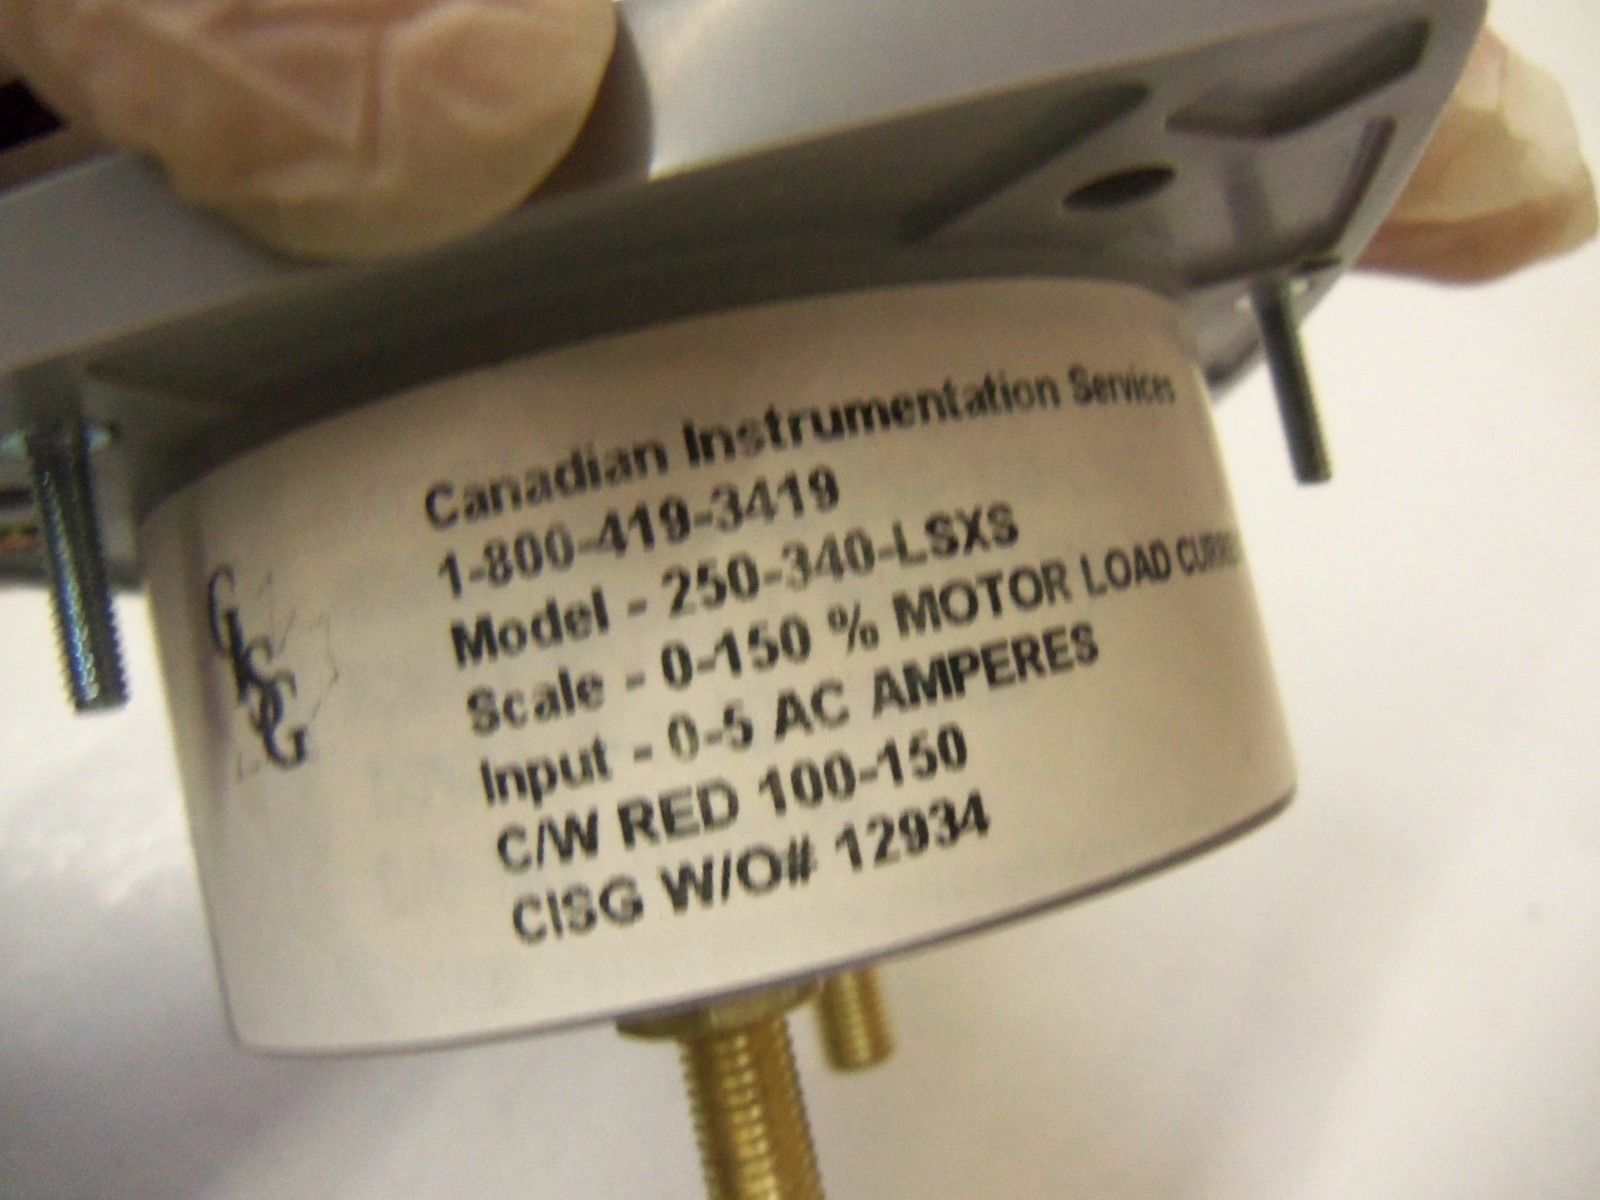 CISG
Canadian Instrumentation Services
1-800-419-3419
Model - 250-340-LSXS
Scale - 0-150 % MOTOR LOAD
Input - 0-5 AC AMPERES
C/W RED 100-150
CISG W/O# 12934